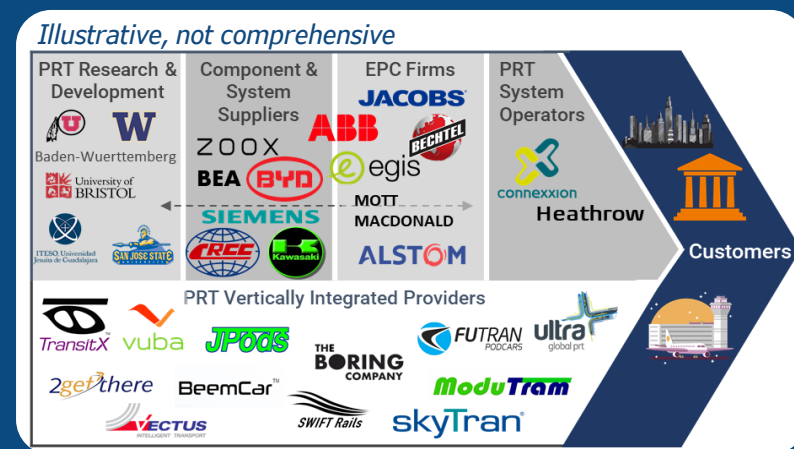 Illustrative, not comprehensive
PRT Research &
Development
U
W
Baden-Wuerttemberg
University of
BRISTOL
ITESO, Universidad
Jesuita de Guadalajara
SAN JOSE STATE
Component &
System
Suppliers
ZOOX
BEA
BYD
SIEMENS
CRCC
Kawasaki
EPC Firms
JACOBS
ABB
BECHTEL
egis
MOTT
MACDONALD
ALSTOM
PRT
System
Operators
connexxion
Heathrow
Customers
PRT Vertically Integrated Providers
TransitX™
vuba
JPods
THE
BORING
COMPANY
FUTRAN
PODCARS
ultra
global prt
2getthere
BeemCar™
ModuTram
VECTUS
INTELLIGENT TRANSPORT
SWIFT Rails
skyTran®